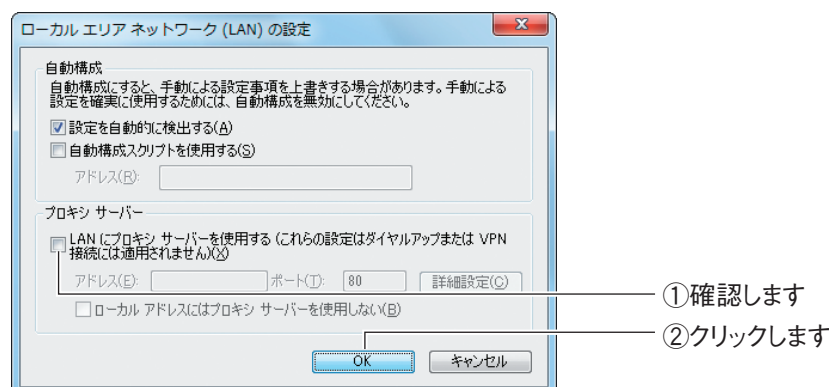 ローカル エリア ネットワーク (LAN) の設定
自動構成
自動構成にすると、手動による設定事項を上書きする場合があります。手動による
設定を確実に使用するためには、自動構成を無効にしてください。
設定を自動的に検出する(A)
自動構成スクリプトを使用する(S)
アドレス(R):
プロキシ サーバー
LAN にプロキシ サーバーを使用する (これらの設定はダイヤルアップまたは VPN
接続には適用されません)(X)
アドレス(E): ポート(T): 80 詳細設定(C)
ローカル アドレスにはプロキシ サーバーを使用しない(B)
①確認します
②クリックします
OK キャンセル